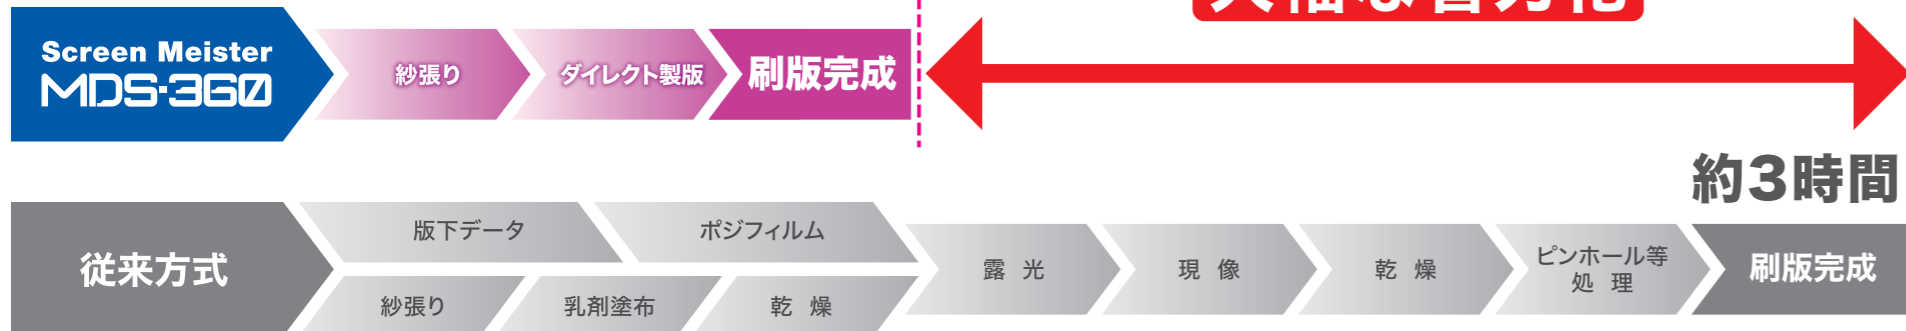 Screen Meister
MDS-360
紗張り
ダイレクト製版
刷版完成
約3時間
従来方式
版下データ
ポジフィルム
紗張り
乳剤塗布
乾 燥
露 光
現 像
乾 燥
ピンホール等
処 理
刷版完成